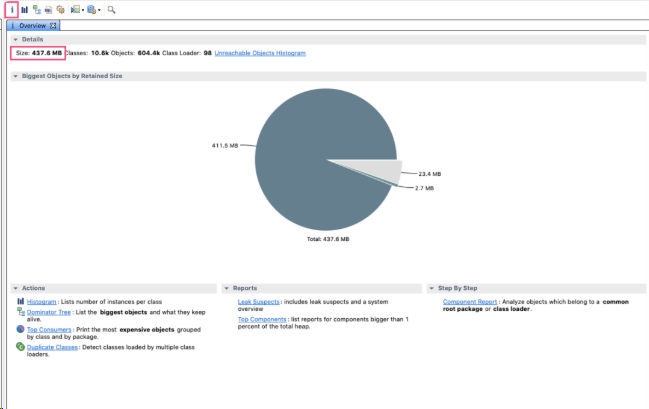 i
i Overview
Details
Size: 437.6 MB Classes: 10.6k Objects: 604.4k Class Loader: 98 Unreachable Objects Histogram
Biggest Objects by Retained Size
411.5 MB
23.4 MB
2.7 MB
Total: 437.6 MB
Actions
Histogram: Lists number of instances per class
Dominator Tree: List the biggest objects and what they keep
alive.
Top Consumers: Print the most expensive objects grouped
by class and by package.
Duplicate Classes: Detect classes loaded by multiple class
loaders.
Reports
Leak Suspects: includes leak suspects and a system
overview
Top Components: list reports for components bigger than 1
percent of the total heap.
Step By Step
Component Report: Analyze objects which belong to a common
root package or class loader.